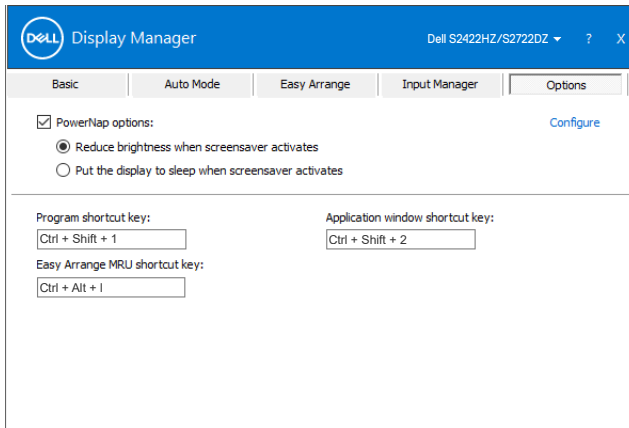 DELL Display Manager Dell S2422HZ/S2722DZ ? X
Basic Auto Mode Easy Arrange Input Manager Options
PowerNap options: Configure
Reduce brightness when screensaver activates
Put the display to sleep when screensaver activates
Program shortcut key: Application window shortcut key:
Ctrl + Shift + 1 Ctrl + Shift + 2
Easy Arrange MRU shortcut key:
Ctrl + Alt + l